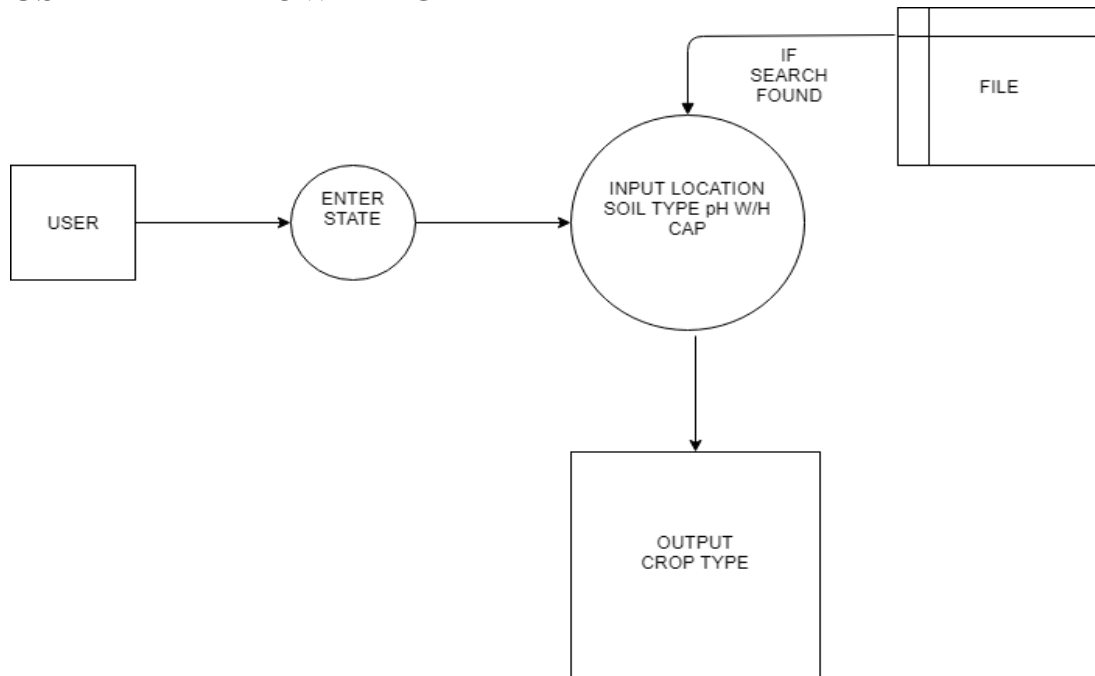 IF
SEARCH
FOUND
FILE
USER
ENTER
STATE
INPUT LOCATION
SOIL TYPE pH W/H
CAP
OUTPUT
CROP TYPE